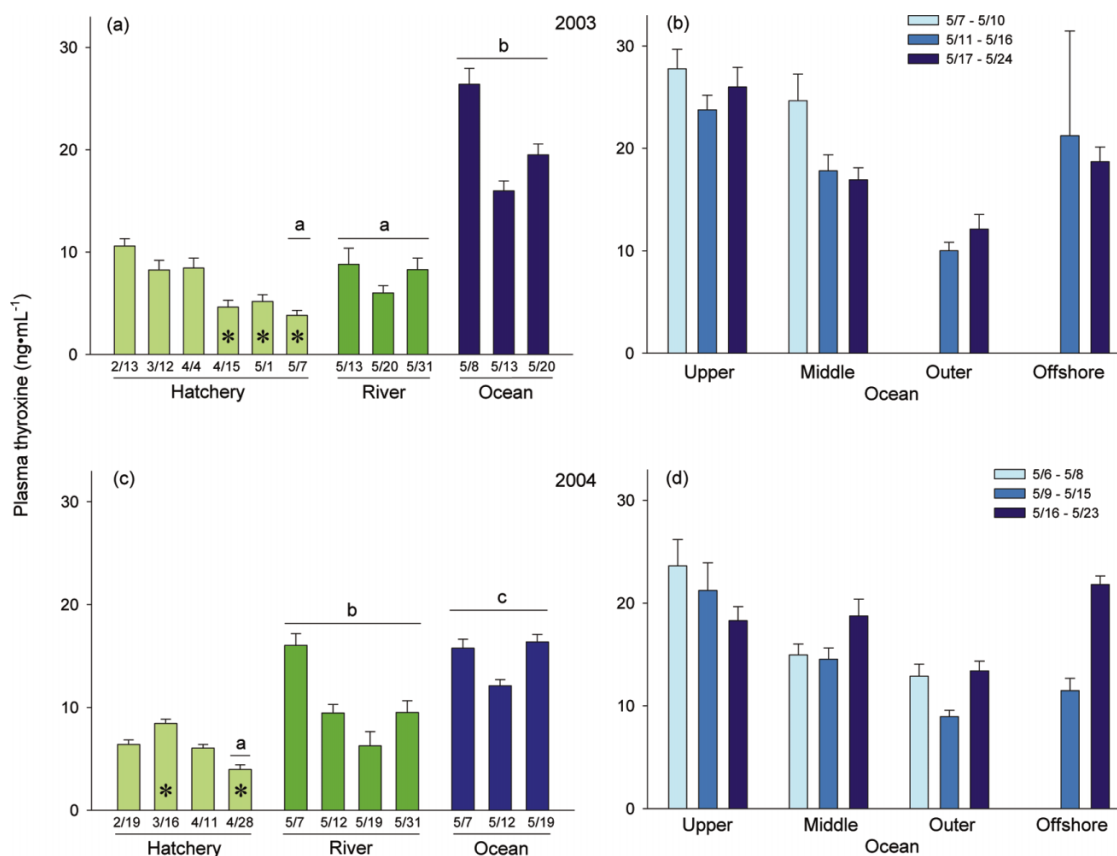 Plasma thyroxine (ng•mL⁻¹)
(a)
2003
b
30
20
10
0
a
a
*
*
*
2/13 3/12 4/4 4/15 5/1 5/7
5/13 5/20 5/31
5/8 5/13 5/20
Hatchery
River
Ocean
(b)
5/7 - 5/10
5/11 - 5/16
5/17 - 5/24
30
20
10
0
Upper
Middle
Outer
Offshore
Ocean
(c)
2004
30
20
10
0
a
b
c
*
*
2/19 3/16 4/11 4/28
5/7 5/12 5/19 5/31
5/7 5/12 5/19
Hatchery
River
Ocean
(d)
5/6 - 5/8
5/9 - 5/15
5/16 - 5/23
30
20
10
0
Upper
Middle
Outer
Offshore
Ocean